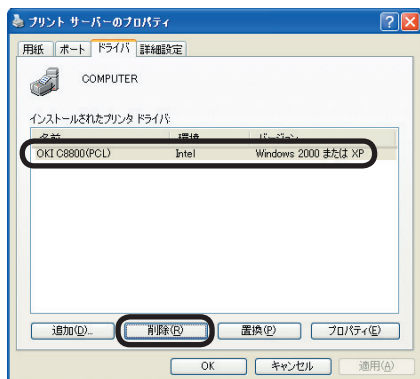 プリント サーバーのプロパティ
用紙 ポート ドライバ 詳細設定
COMPUTER
インストールされたプリンタ ドライバ:
名前 環境 バージョン
OKI C8800(PCL) Intel Windows 2000 または XP
追加(D)... 削除(R) 置換(P) プロパティ(E)
OK キャンセル 適用(A)